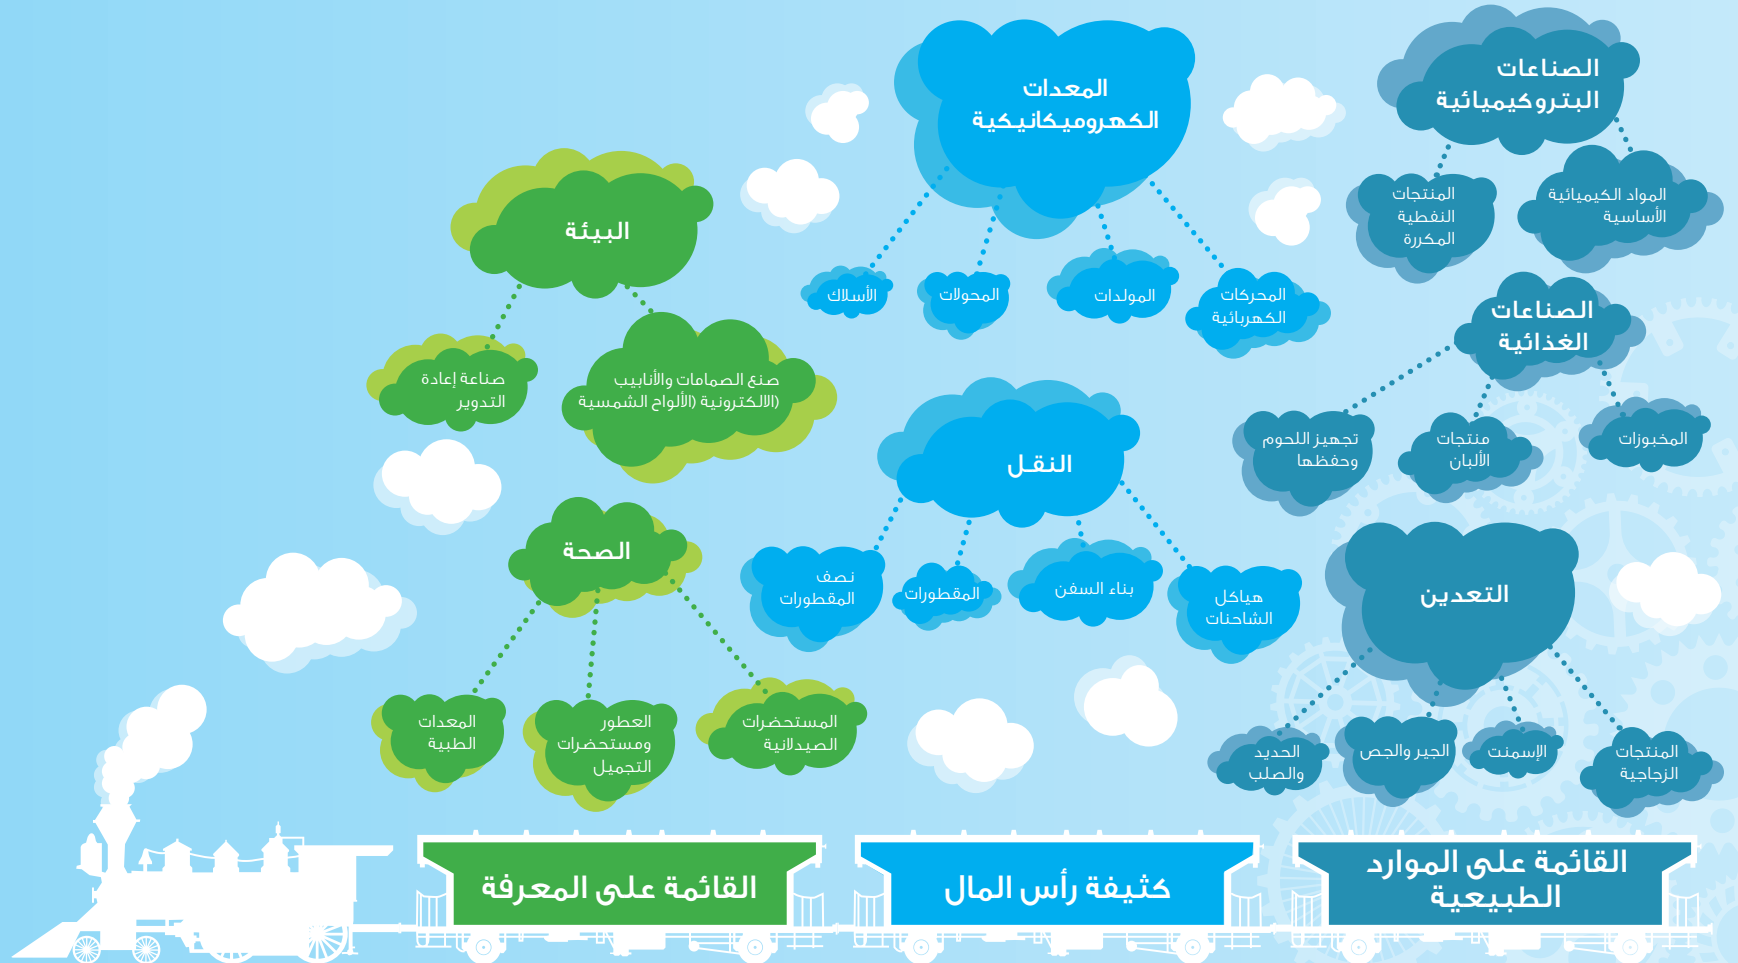 الصناعات
البتروكيميائية
المواد الكيميائية
الأساسية
المنتجات
النفطية
المكررة
الصناعات
الغذائية
المخبوزات
منتجات
الألبان
تجهيز اللحوم
وحفظها
التعدين
المنتجات
الزجاجية
الإسمنت
الجير والجص
الحديد
والصلب
القائمة على الموارد
الطبيعية
المعدات
الكهروميكانيكية
المحركات
الكهربائية
المولدات
المحولات
الأسلاك
النقل
هياكل
الشاحنات
بناء السفن
المقطورات
نصف
المقطورات
كثيفة رأس المال
البيئة
صنع الصمامات والأنابيب
(الالكترونية (الألواح الشمسية
صناعة إعادة
التدوير
الصحة
المستحضرات
الصيدلانية
العطور
ومستحضرات
التجميل
المعدات
الطبية
القائمة على المعرفة